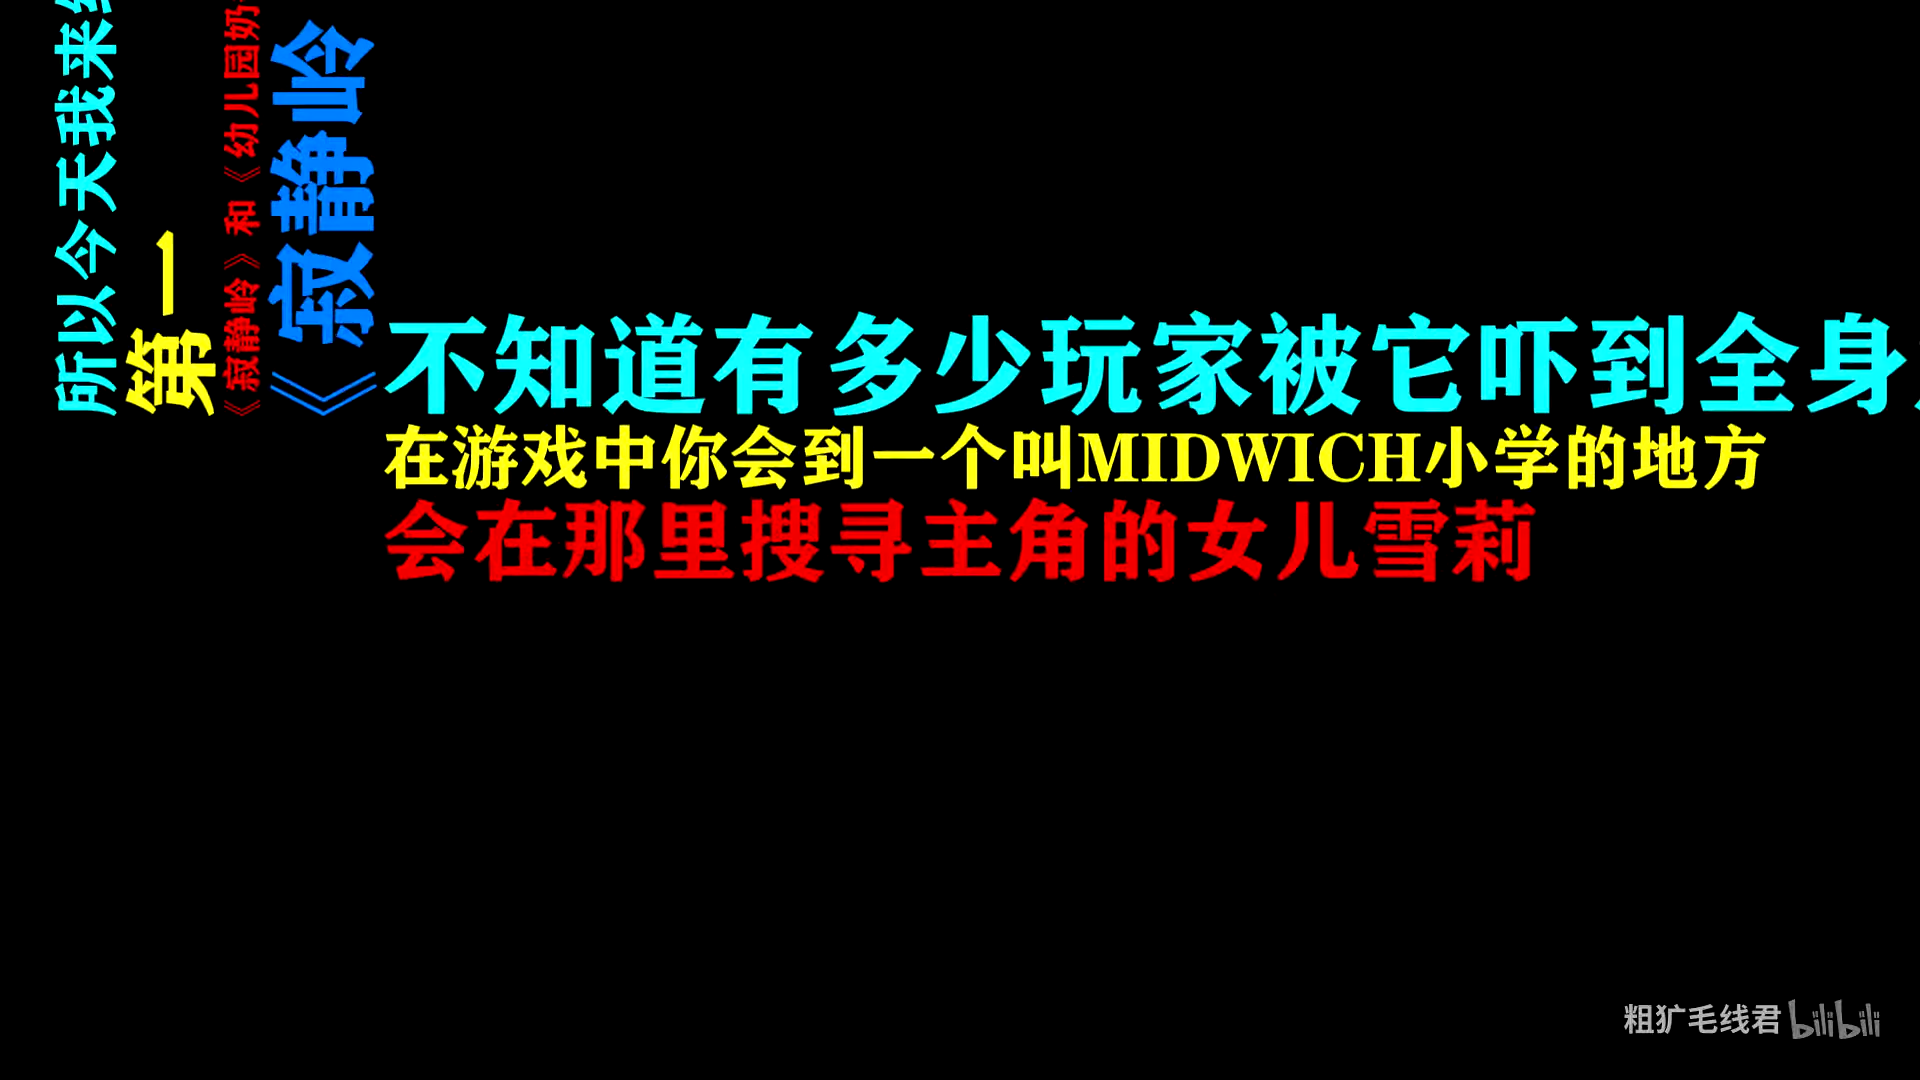 所以今天我来
第一
《寂静岭》和《幼儿园奶
《寂静岭
不知道有多少玩家被它吓到全身
在游戏中你会到一个叫MIDWICH小学的地方
会在那里搜寻主角的女儿雪莉
粗犷毛线君 bilibili